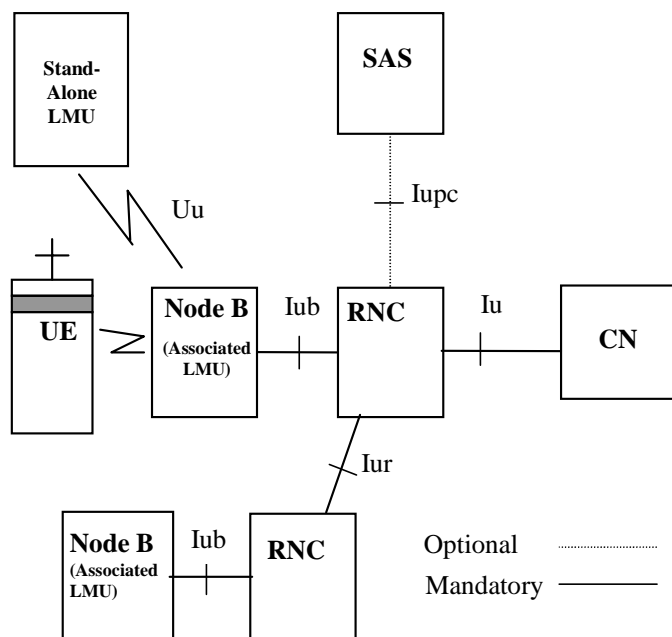 Stand-
Alone
LMU
SAS
Iupc
Uu
UE
Node B
(Associated
LMU)
Iub
RNC
Iu
CN
Iur
Node B
(Associated
LMU)
Iub
RNC
Optional
Mandatory